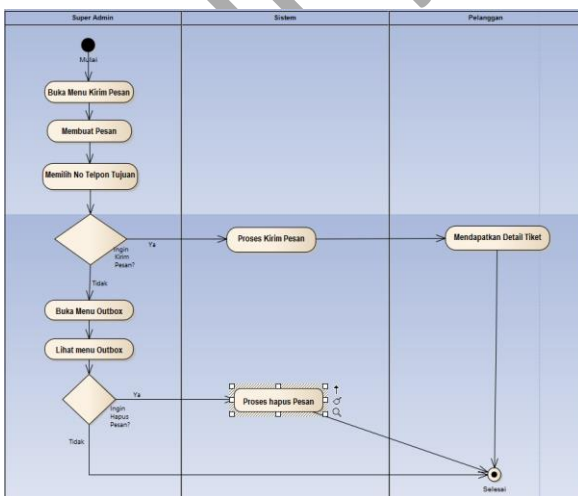 Super Admin
Sistem
Pelanggan
Mulai
Buka Menu Kirim Pesan
Membuat Pesan
Memilih No Telpon Tujuan
Ingin
Kirim
Pesan?
Ya
Proses Kirim Pesan
Mendapatkan Detail Tiket
Tidak
Buka Menu Outbox
Lihat menu Outbox
Ingin
Hapus
Pesan?
Ya
Proses hapus Pesan
Tidak
Selesai